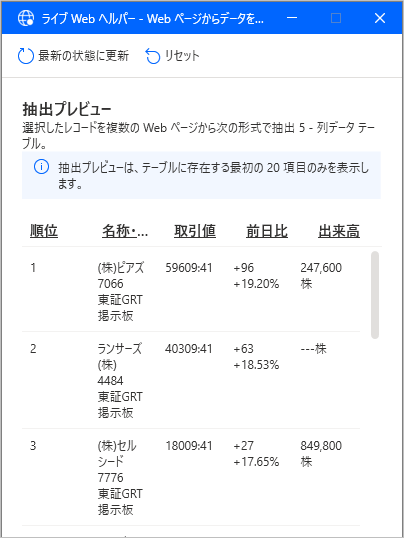 ライブ Web ヘルパー - Web ページからデータを...
最新の状態に更新 リセット
抽出プレビュー
選択したレコードを複数の Web ページから次の形式で抽出 5 - 列データ テー
ブル。
抽出プレビューは、テーブルに存在する最初の 20 項目のみを表示し
ます。
順位 名称・... 取引値 前日比 出来高
1 (株)ピアズ 59609:41 +96 247,600
7066 +19.20% 株
東証GRT
掲示板
2 ランサーズ 40309:41 +63 ---株
(株) +18.53%
4484
東証GRT
掲示板
3 (株)セル 18009:41 +27 849,800
シード +17.65% 株
7776
東証GRT
掲示板